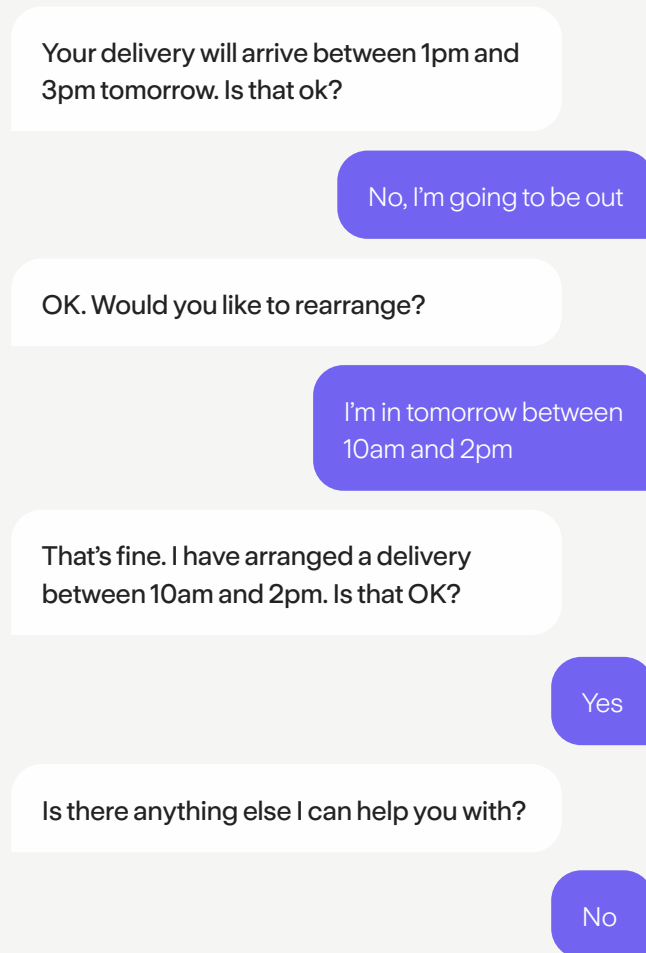 Your delivery will arrive between 1pm and
3pm tomorrow. Is that ok?
No, I'm going to be out
OK. Would you like to rearrange?
I'm in tomorrow between
10am and 2pm
That's fine. I have arranged a delivery
between 10am and 2pm. Is that OK?
Yes
Is there anything else I can help you with?
No